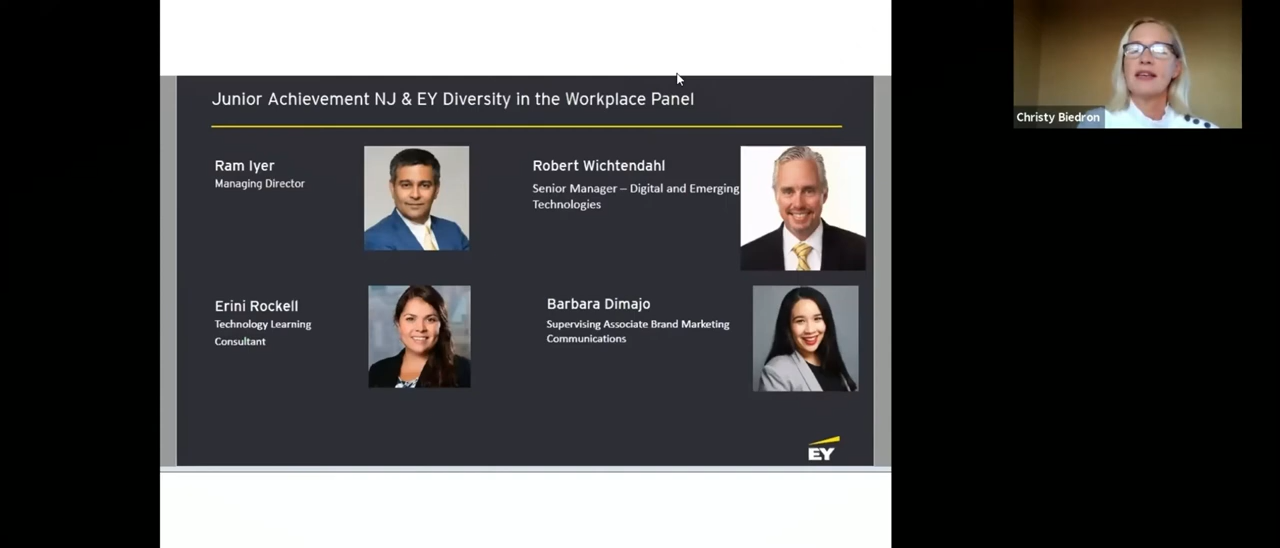 Junior Achievement NJ & EY Diversity in the Workplace Panel
Ram Iyer
Managing Director
Robert Wichtendahl
Senior Manager – Digital and Emerging
Technologies
Erini Rockell
Technology Learning
Consultant
Barbara Dimajo
Supervising Associate Brand Marketing
Communications
EY
Christy Biedron